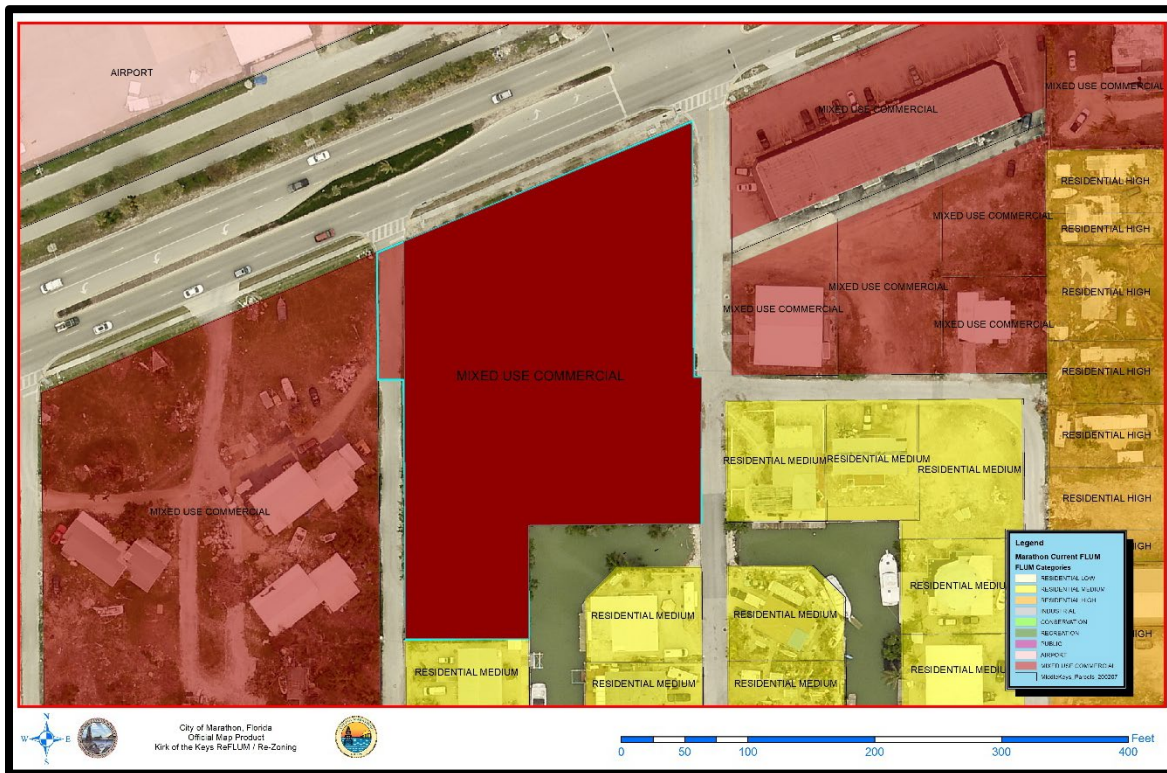 AIRPORT
MIXED USE COMMERCIAL
MIXED USE COMMERCIAL
RESIDENTIAL HIGH
MIXED USE COMMERCIAL
RESIDENTIAL HIGH
RESIDENTIAL HIGH
MIXED USE COMMERCIAL
MIXED USE COMMERCIAL
MIXED USE COMMERCIAL
RESIDENTIAL HIGH
MIXED USE COMMERCIAL
RESIDENTIAL HIGH
RESIDENTIAL MEDIUM
RESIDENTIAL MEDIUM
RESIDENTIAL MEDIUM
RESIDENTIAL HIGH
MIXED USE COMMERCIAL
HIGH
RESIDENTIAL MEDIUM
RESIDENTIAL MEDIUM
RESIDENTIAL MEDIUM
HIGH
RESIDENTIAL MEDIUM
RESIDENTIAL MEDIUM
RESIDENTIAL MEDIUM
RESIDENTIAL MEDIUM
Legend
Marathon Current FLUM
FLUM Categories
RESIDENTIAL LOW
RESIDENTIAL MEDIUM
RESIDENTIAL HIGH
INDUSTRIAL
CONSERVATION
RECREATION
PUBLIC
AIRPORT
MIXED USE COMMERCIAL
MiddleKeys_Parcels_200207
N
W E
S
City of Marathon, Florida
Official Map Product
Kirk of the Keys ReFLUM / Re-Zoning
Feet
0 50 100 200 300 400